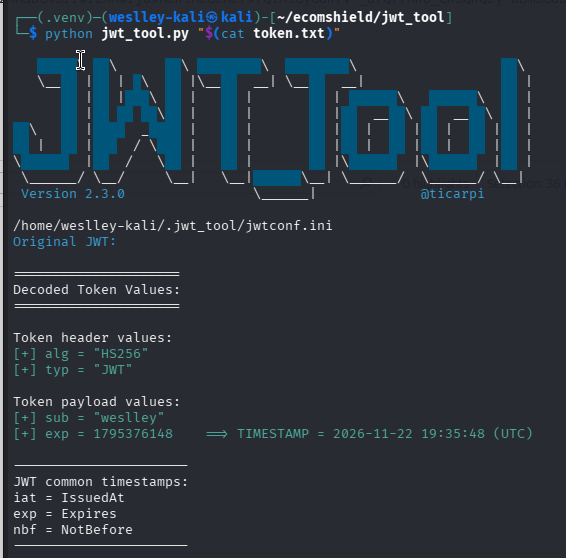 ┌──(.venv)─(weslley-kali㉿kali)-[~/ecomshield/jwt_tool]
└─$ python jwt_tool.py "$(cat token.txt)"
JWT Tool
Version 2.3.0 @ticarpi
/home/weslley-kali/.jwt_tool/jwtconf.ini
Original JWT:
=====================
Decoded Token Values:
=====================
Token header values:
[+] alg = "HS256"
[+] typ = "JWT"
Token payload values:
[+] sub = "weslley"
[+] exp = 1795376148    ==> TIMESTAMP = 2026-11-22 19:35:48 (UTC)
----------------------
JWT common timestamps:
iat = IssuedAt
exp = Expires
nbf = NotBefore
----------------------